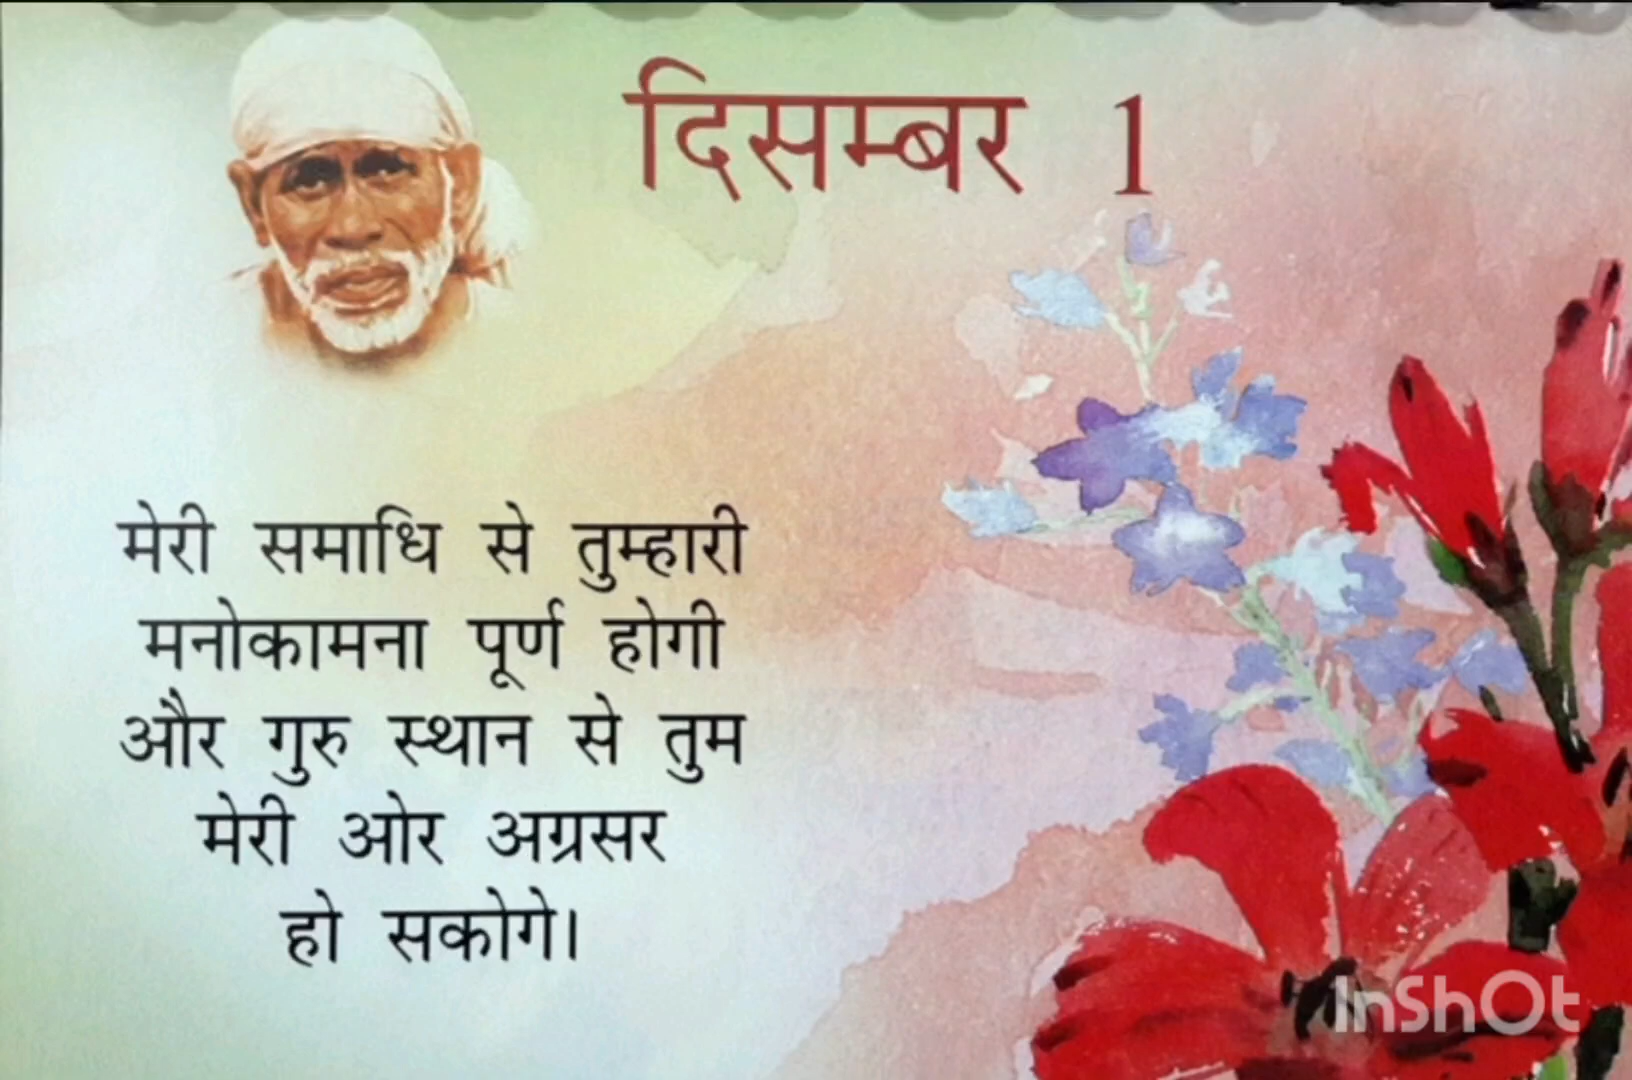 दिसम्बर 1
मेरी समाधि से तुम्हारी
मनोकामना पूर्ण होगी
और गुरु स्थान से तुम
मेरी ओर अग्रसर
हो सकोगे।
InShOt